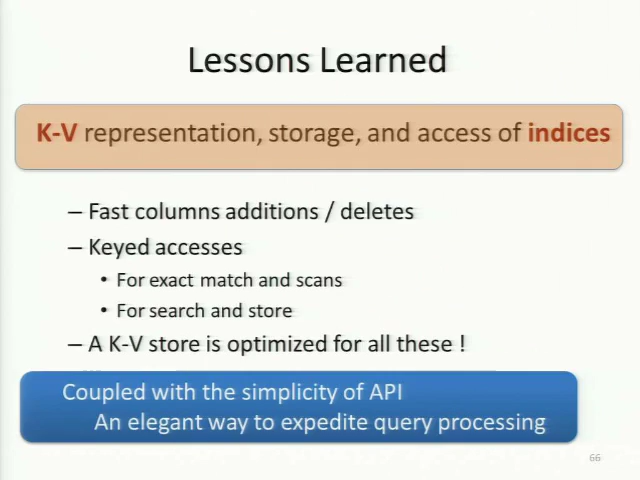 Lessons Learned
K-V representation, storage, and access of indices
– Fast columns additions / deletes
– Keyed accesses
• For exact match and scans
• For search and store
– A K-V store is optimized for all these !
Coupled with the simplicity of API
An elegant way to expedite query processing
66